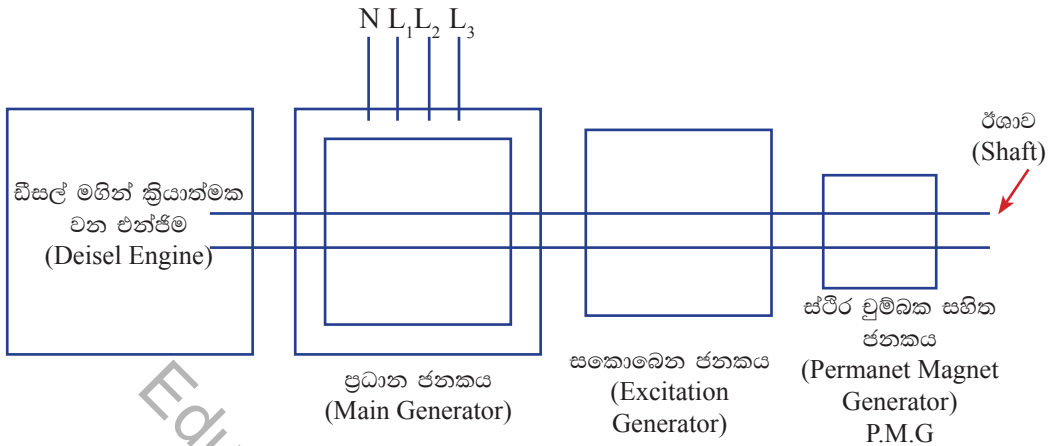 N L₁ L₂ L₃
ඩීසල් මගින් ක්‍රියාත්මක
වන එන්ජිම
(Deisel Engine)
ඊශාව
(Shaft)
ප්‍රධාන ජනකය
(Main Generator)
සකොබෙන ජනකය
(Excitation
Generator)
ස්ථිර චුම්බක සහිත
ජනකය
(Permanet Magnet
Generator)
P.M.G
Edu